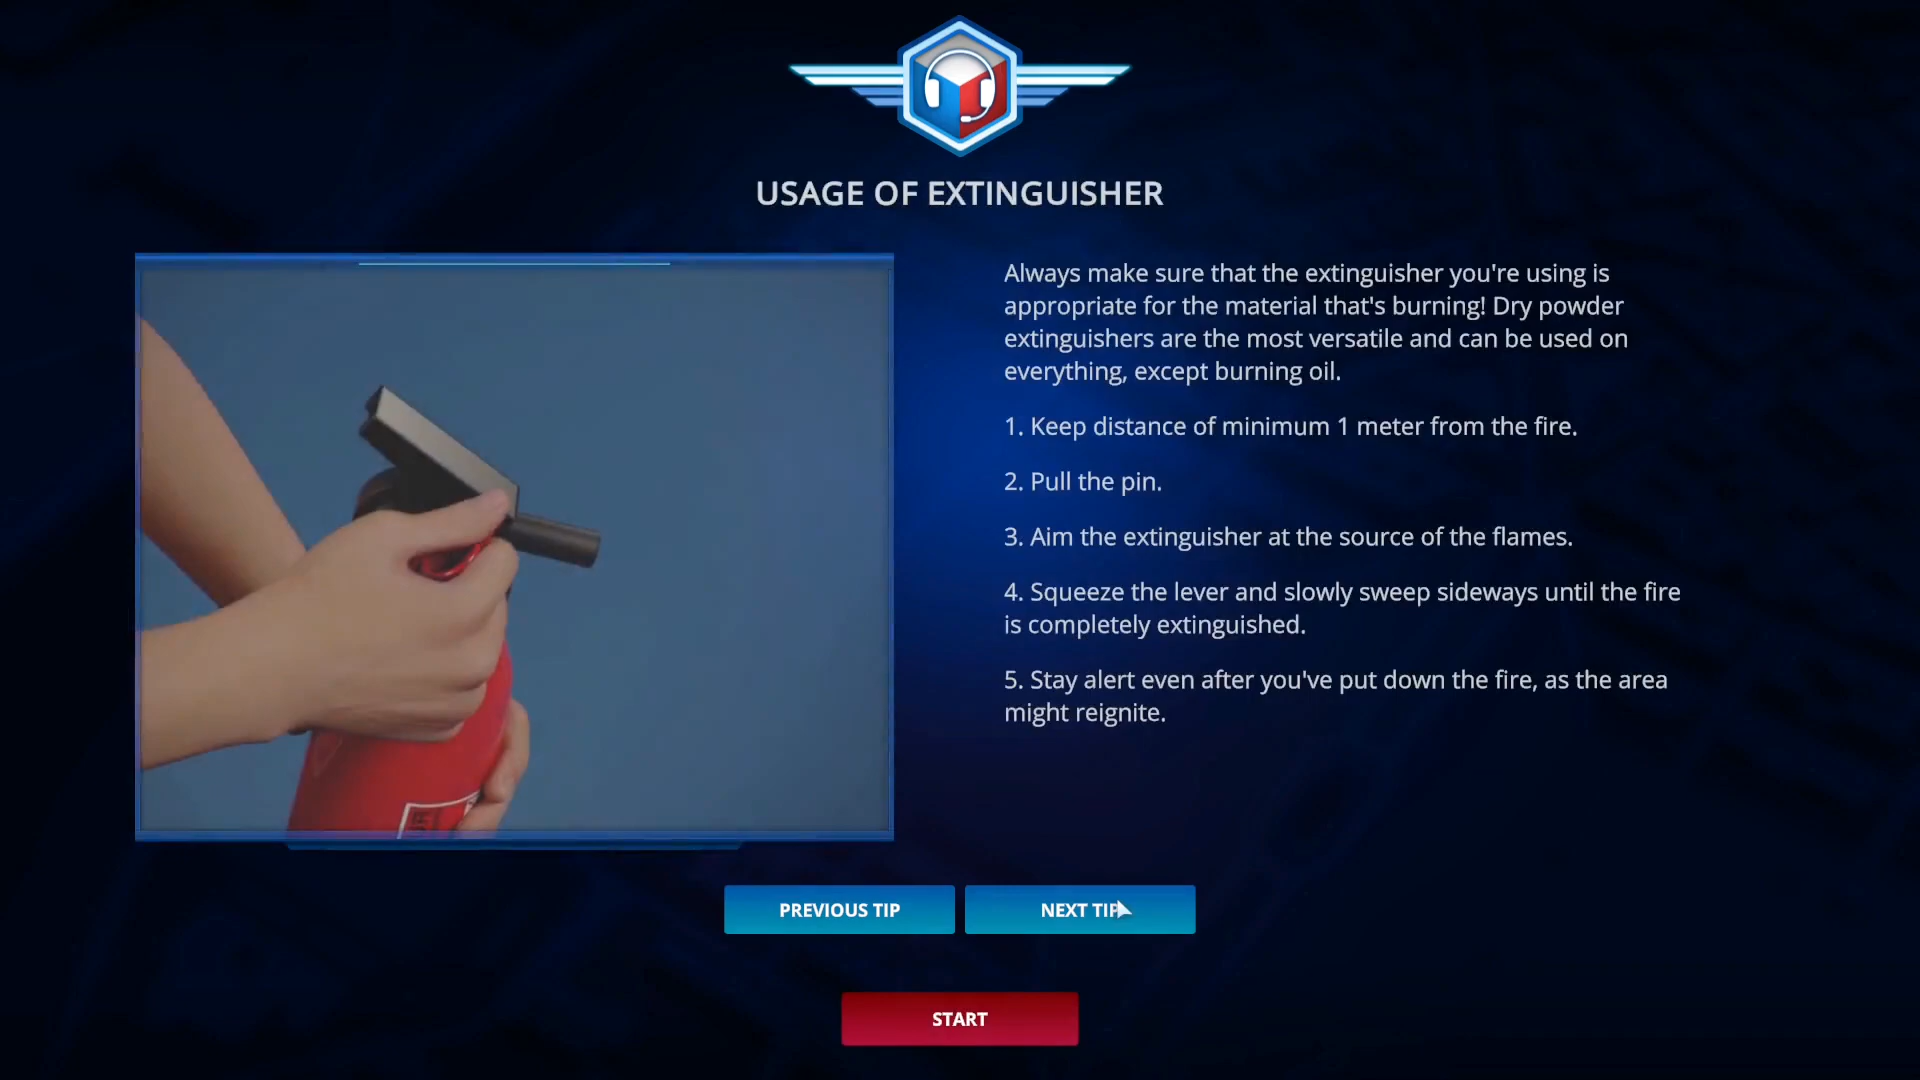 USAGE OF EXTINGUISHER
Always make sure that the extinguisher you're using is
appropriate for the material that's burning! Dry powder
extinguishers are the most versatile and can be used on
everything, except burning oil.
1. Keep distance of minimum 1 meter from the fire.
2. Pull the pin.
3. Aim the extinguisher at the source of the flames.
4. Squeeze the lever and slowly sweep sideways until the fire
is completely extinguished.
5. Stay alert even after you've put down the fire, as the area
might reignite.
PREVIOUS TIP
NEXT TIP
START